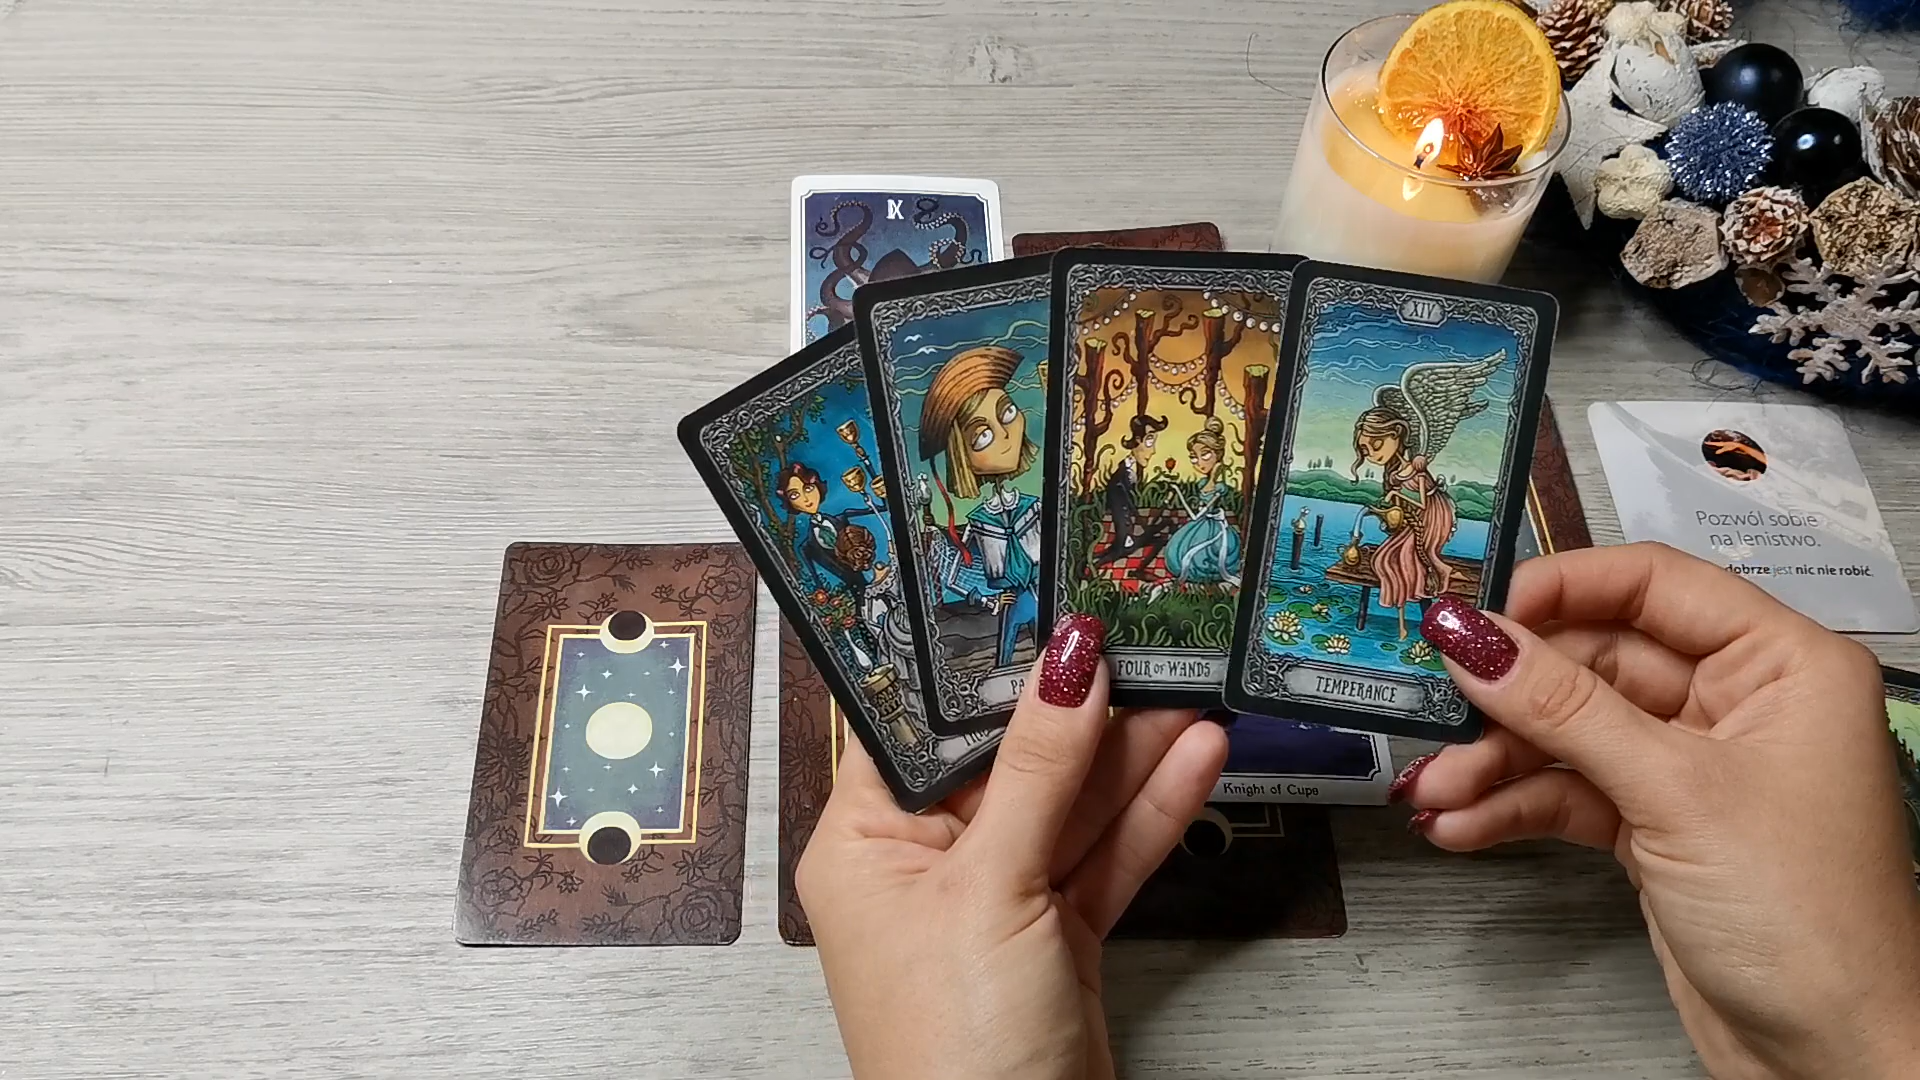 IX
XIV
Pozwól sobie
na lenistwo.
dobrze jest nic nie robić.
FOUR OF WANDS
TEMPERANCE
Knight of Cups